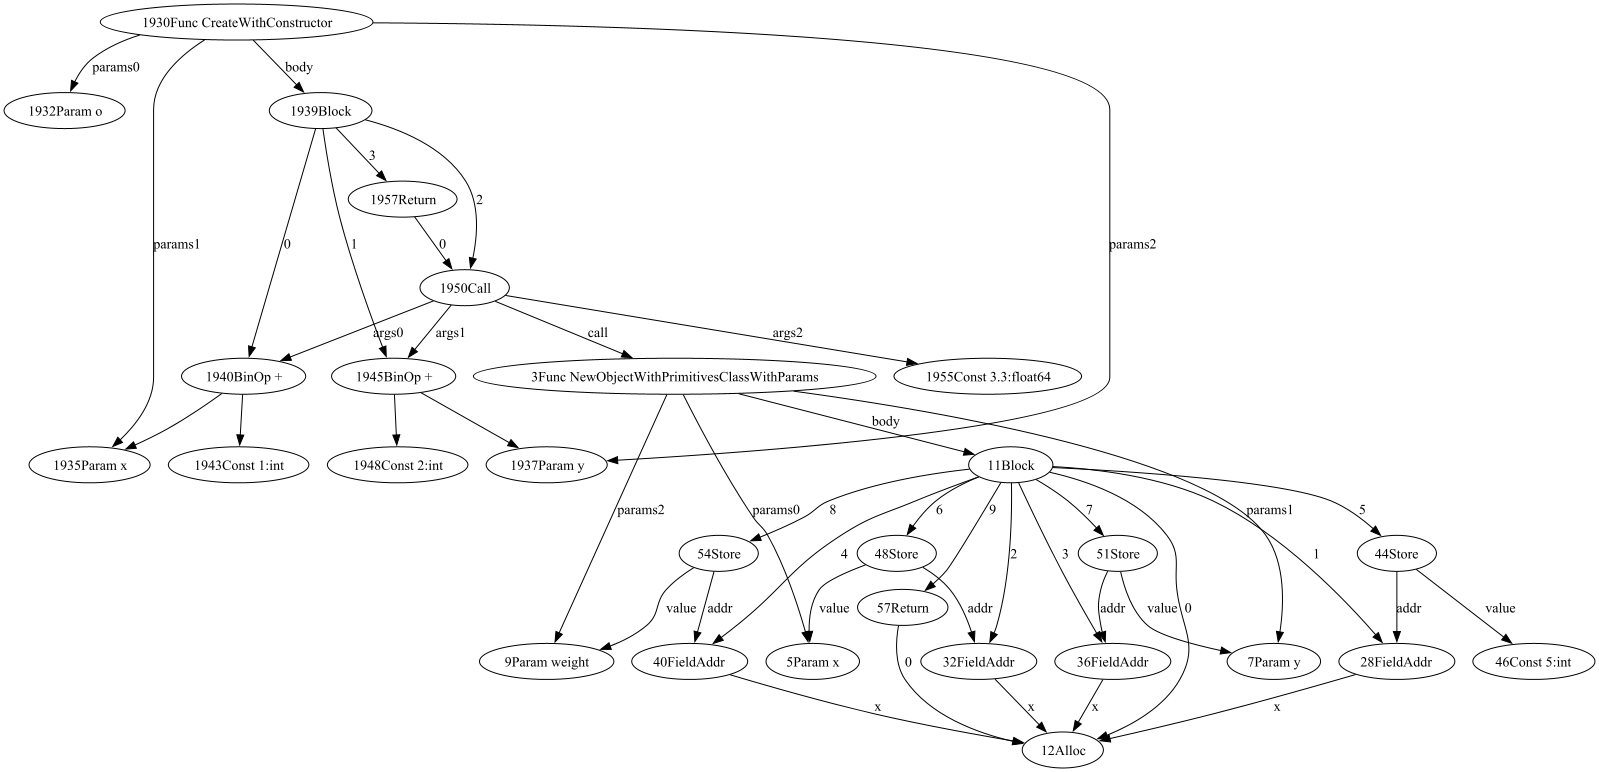 1930Func CreateWithConstructor
params0
body
1932Param o
1939Block
3
1957Return
2
params1
0
1
0
params2
1950Call
args0
args1
call
args2
1940BinOp +
1945BinOp +
3Func NewObjectWithPrimitivesClassWithParams
1955Const 3.3:float64
body
1935Param x
1943Const 1:int
1948Const 2:int
1937Param y
11Block
params2
params0
8
6
9
7
params1
5
54Store
4
48Store
2
3
51Store
1
44Store
value
addr
value
57Return
addr
addr
value
0
addr
value
9Param weight
40FieldAddr
5Param x
0
32FieldAddr
36FieldAddr
7Param y
28FieldAddr
46Const 5:int
x
x
x
x
12Alloc